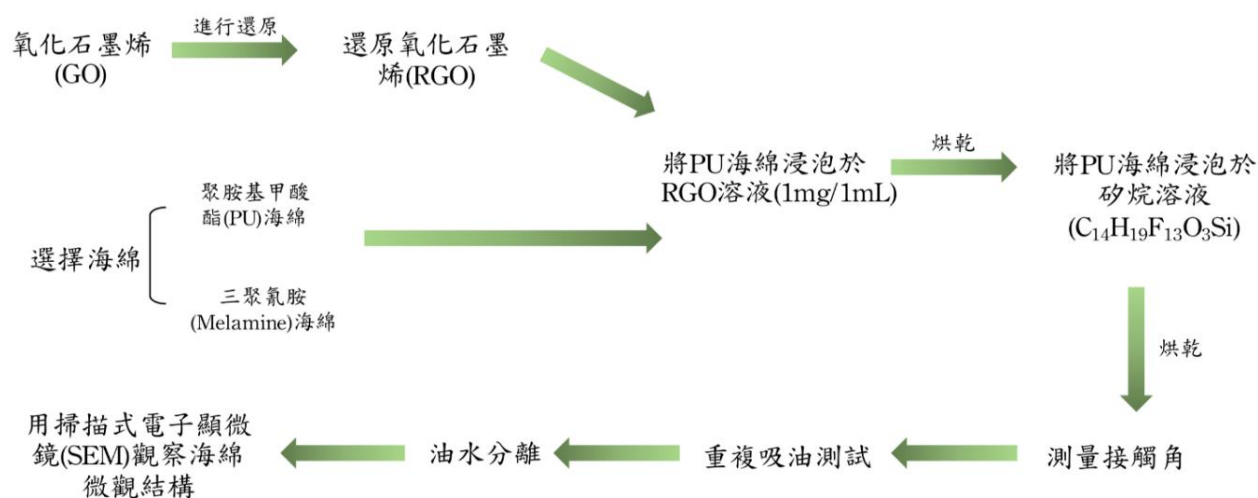 氧化石墨烯
(GO)
進行還原
還原氧化石墨
烯(RGO)
選擇海綿
聚胺基甲酸
酯(PU)海綿
三聚氰胺
(Melamine)海綿
將PU海綿浸泡於
RGO溶液(1mg/1mL)
烘乾
將PU海綿浸泡於
矽烷溶液
(C₁₄H₁₉F₁₃O₃Si)
烘乾
測量接觸角
重複吸油測試
油水分離
用掃描式電子顯微
鏡(SEM)觀察海綿
微觀結構